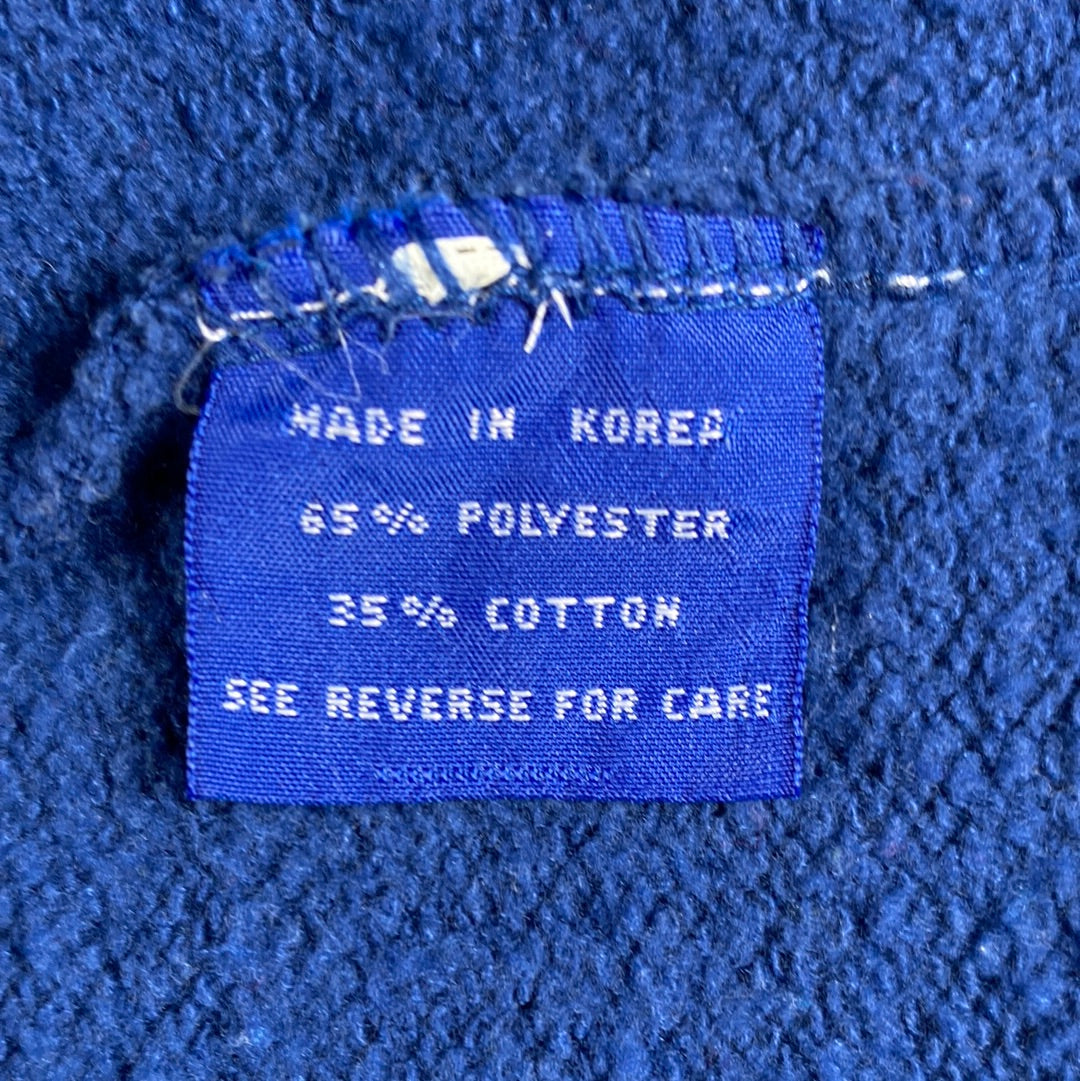 MADE IN KOREA
65% POLYESTER
35% COTTON
SEE REVERSE FOR CARE